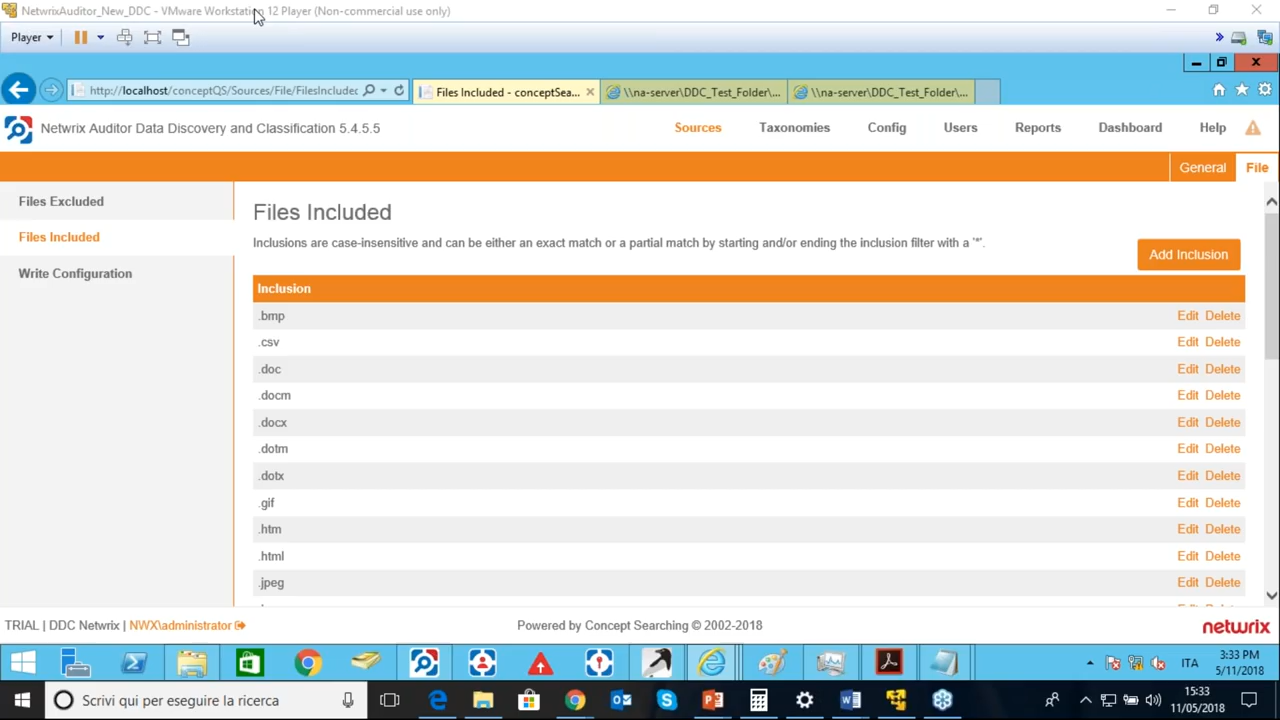 NetwrixAuditor_New_DDC - VMware Workstation 12 Player (Non-commercial use only)
Player
http://localhost/conceptQS/Sources/File/FilesIncludec
Files Included - conceptSea...
\\na-server\DDC_Test_Folder\...
\\na-server\DDC_Test_Folder\...
Netwrix Auditor Data Discovery and Classification 5.4.5.5
Sources
Taxonomies
Config
Users
Reports
Dashboard
Help
General
File
Files Excluded
Files Included
Write Configuration
Files Included
Inclusions are case-insensitive and can be either an exact match or a partial match by starting and/or ending the inclusion filter with a '*'.
Add Inclusion
Inclusion
.bmp Edit Delete
.csv Edit Delete
.doc Edit Delete
.docm Edit Delete
.docx Edit Delete
.dotm Edit Delete
.dotx Edit Delete
.gif Edit Delete
.htm Edit Delete
.html Edit Delete
.jpeg Edit Delete
TRIAL | DDC Netwrix | NWX\administrator
Powered by Concept Searching © 2002-2018
netwrix
ITA
3:33 PM
5/11/2018
Scrivi qui per eseguire la ricerca
15:33
11/05/2018